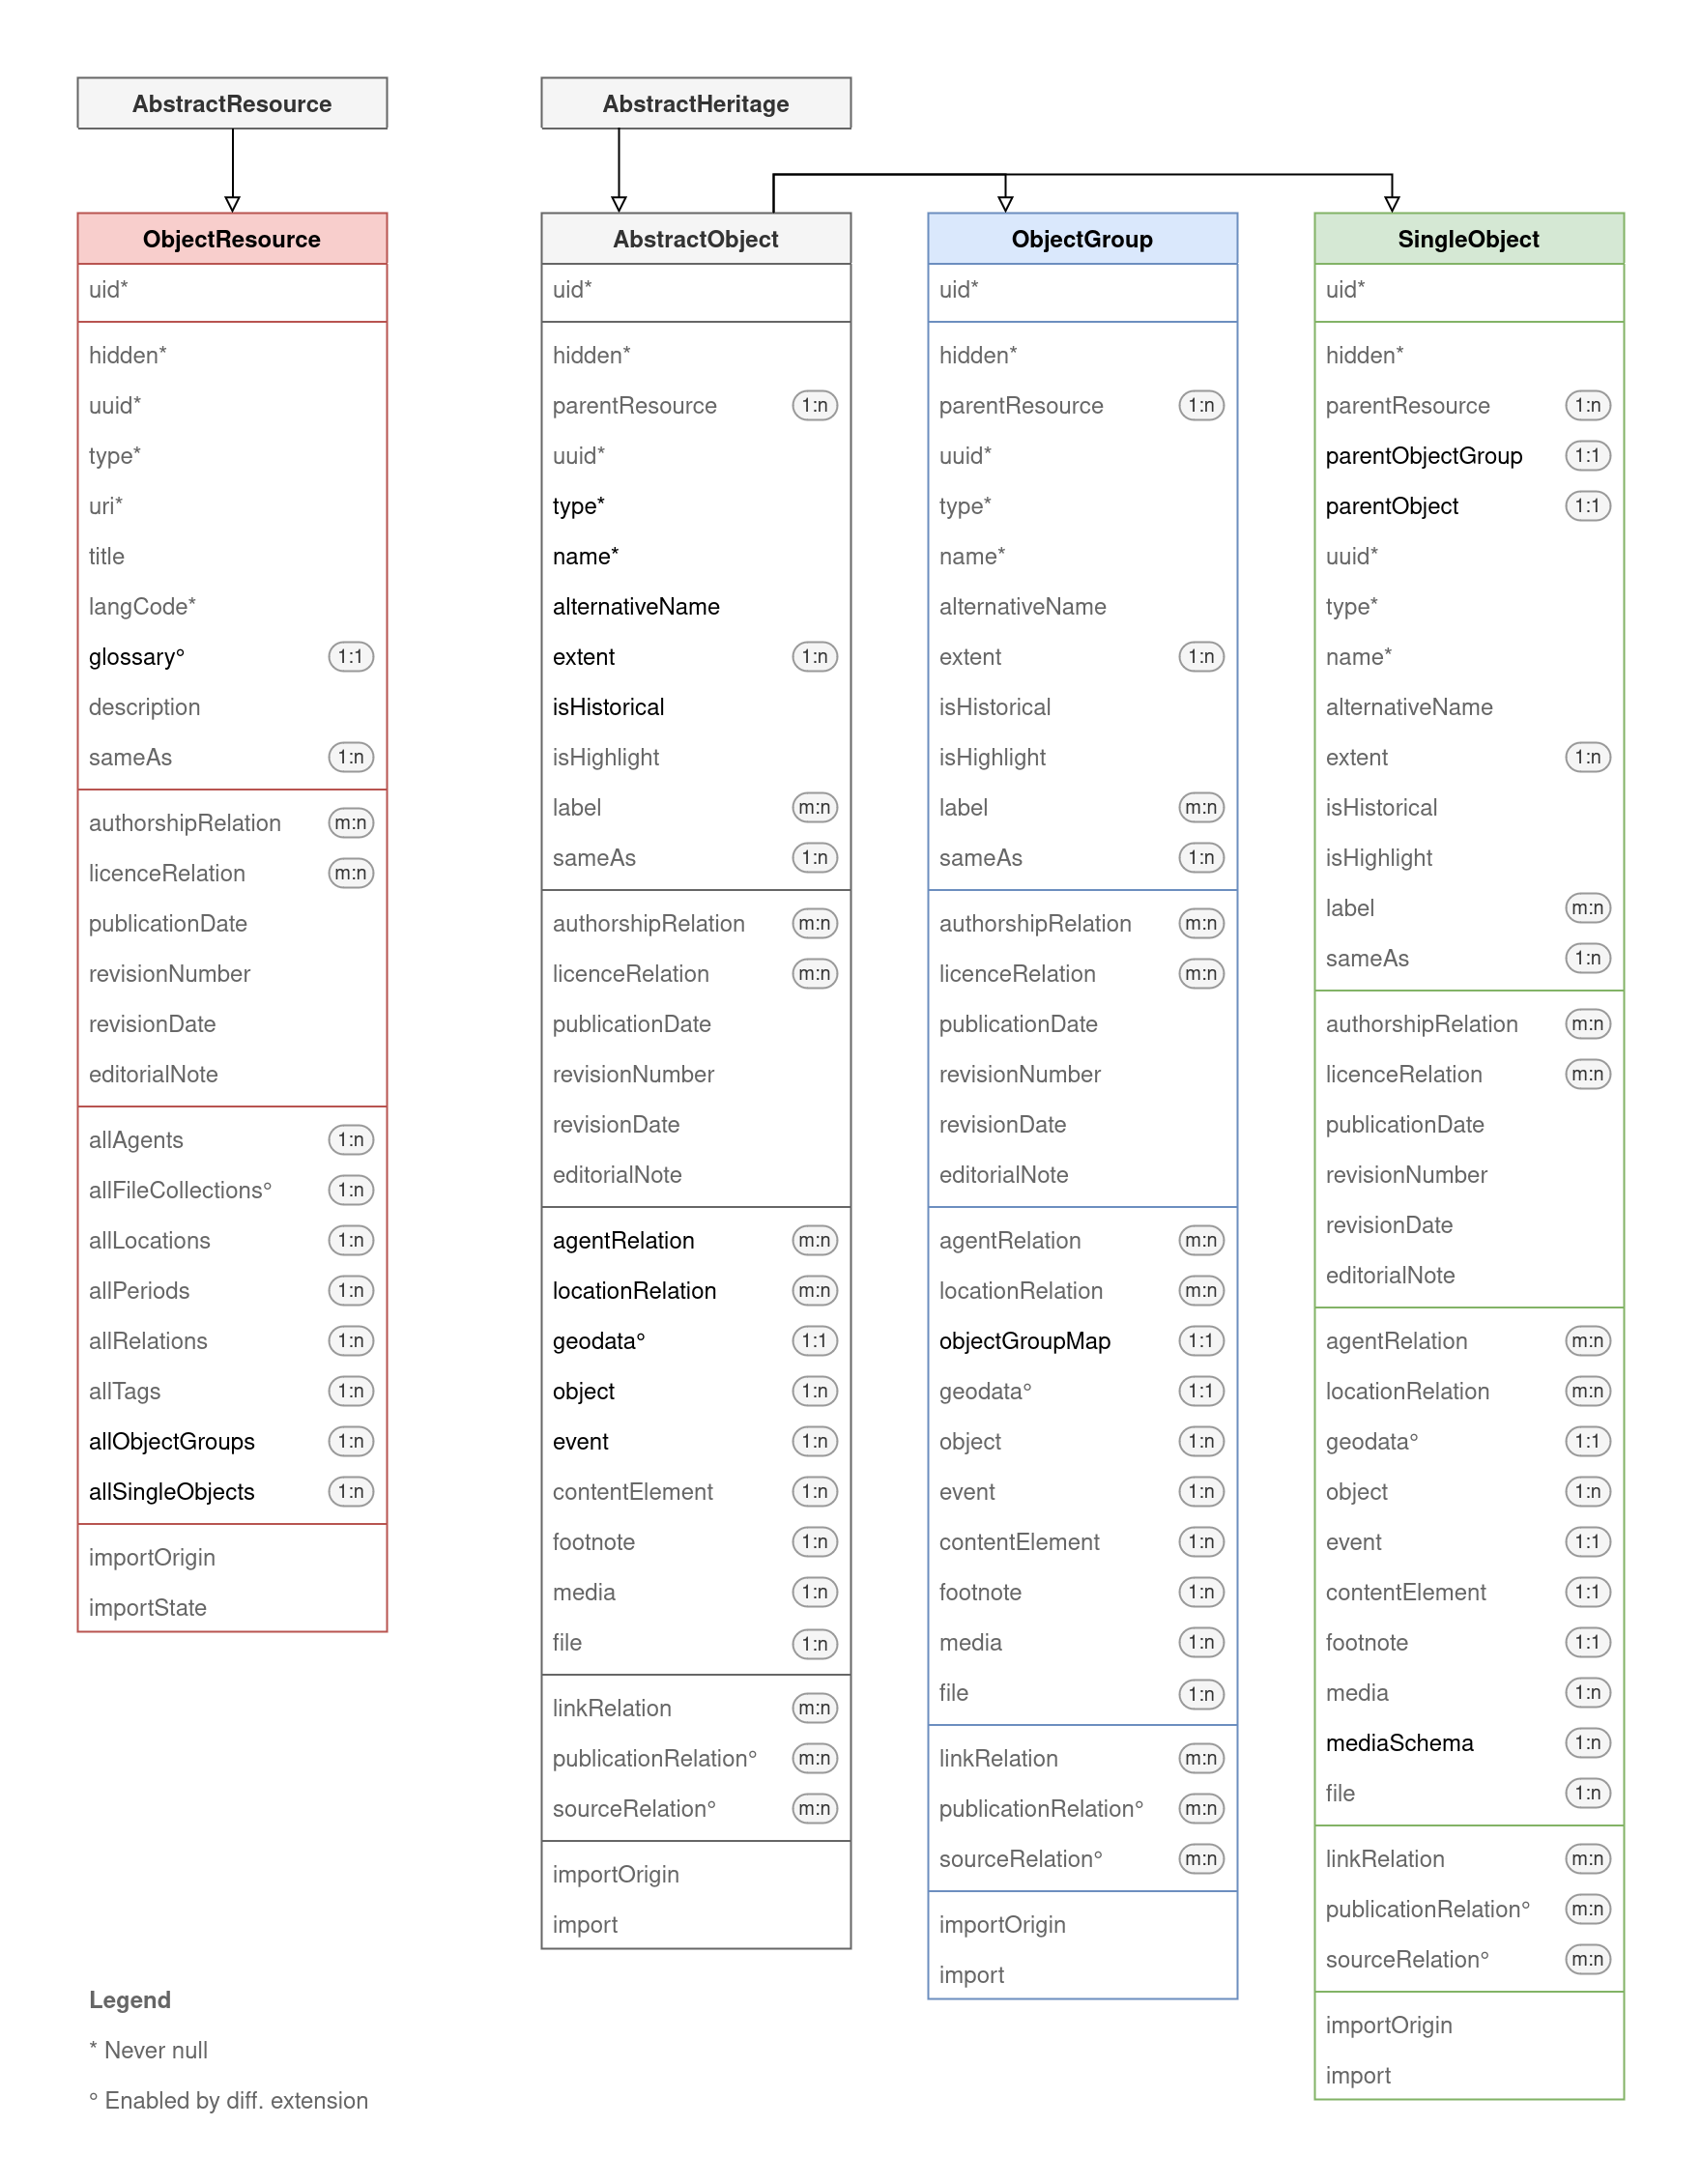 AbstractResource
ObjectResource
uid*
hidden*
uuid*
type*
uri*
title
langCode*
glossary° 1:1
description
sameAs 1:n
authorshipRelation m:n
licenceRelation m:n
publicationDate
revisionNumber
revisionDate
editorialNote
allAgents 1:n
allFileCollections° 1:n
allLocations 1:n
allPeriods 1:n
allRelations 1:n
allTags 1:n
allObjectGroups 1:n
allSingleObjects 1:n
importOrigin
importState
AbstractHeritage
AbstractObject
uid*
hidden*
parentResource 1:n
uuid*
type*
name*
alternativeName
extent 1:n
isHistorical
isHighlight
label m:n
sameAs 1:n
authorshipRelation m:n
licenceRelation m:n
publicationDate
revisionNumber
revisionDate
editorialNote
agentRelation m:n
locationRelation m:n
geodata° 1:1
object 1:n
event 1:n
contentElement 1:n
footnote 1:n
media 1:n
file 1:n
linkRelation m:n
publicationRelation° m:n
sourceRelation° m:n
importOrigin
import
ObjectGroup
uid*
hidden*
parentResource 1:n
uuid*
type*
name*
alternativeName
extent 1:n
isHistorical
isHighlight
label m:n
sameAs 1:n
authorshipRelation m:n
licenceRelation m:n
publicationDate
revisionNumber
revisionDate
editorialNote
agentRelation m:n
locationRelation m:n
objectGroupMap 1:1
geodata° 1:1
object 1:n
event 1:n
contentElement 1:n
footnote 1:n
media 1:n
file 1:n
linkRelation m:n
publicationRelation° m:n
sourceRelation° m:n
importOrigin
import
SingleObject
uid*
hidden*
parentResource 1:n
parentObjectGroup 1:1
parentObject 1:1
uuid*
type*
name*
alternativeName
extent 1:n
isHistorical
isHighlight
label m:n
sameAs 1:n
authorshipRelation m:n
licenceRelation m:n
publicationDate
revisionNumber
revisionDate
editorialNote
agentRelation m:n
locationRelation m:n
geodata° 1:1
object 1:n
event 1:1
contentElement 1:1
footnote 1:1
media 1:n
mediaSchema 1:n
file 1:n
linkRelation m:n
publicationRelation° m:n
sourceRelation° m:n
importOrigin
import
Legend
* Never null
° Enabled by diff. extension